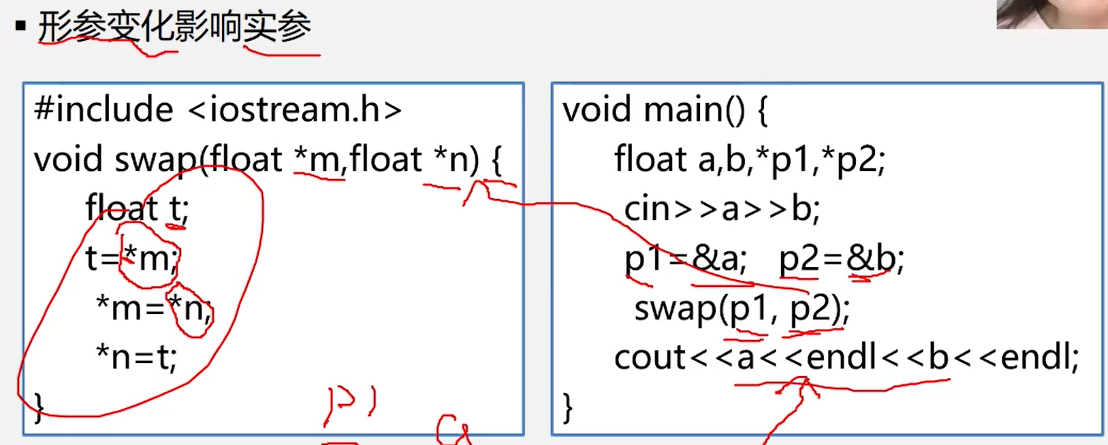 ▪ 形参变化影响实参
#include <iostream.h>
void swap(float *m,float *n) {
float t;
t=*m;
*m=*n;
*n=t;
}
void main() {
float a,b,*p1,*p2;
cin>>a>>b;
p1=&a; p2=&b;
swap(p1, p2);
cout<<a<<endl<<b<<endl;
}
p1